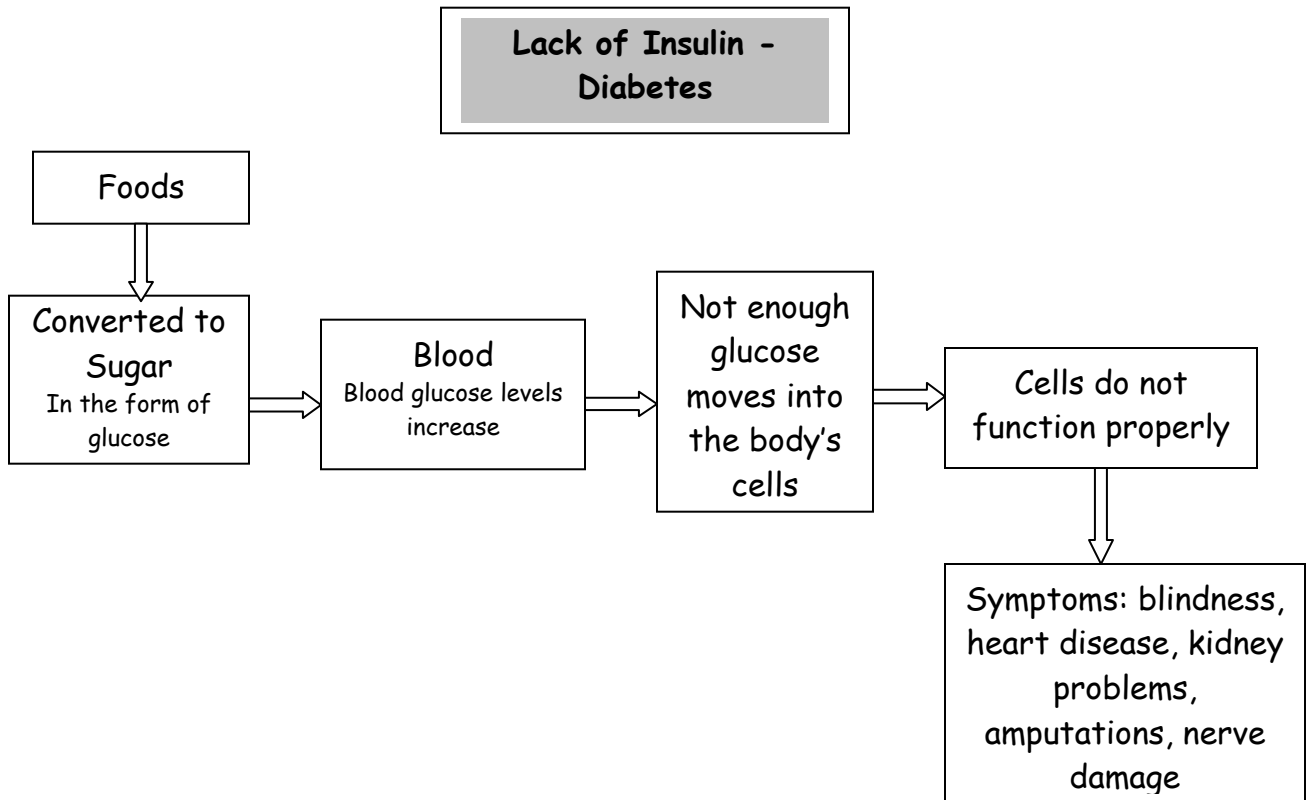 Lack of Insulin -
Diabetes
Foods
Converted to
Sugar
In the form of
glucose
Blood
Blood glucose levels
increase
Not enough
glucose
moves into
the body's
cells
Cells do not
function properly
Symptoms: blindness,
heart disease, kidney
problems,
amputations, nerve
damage